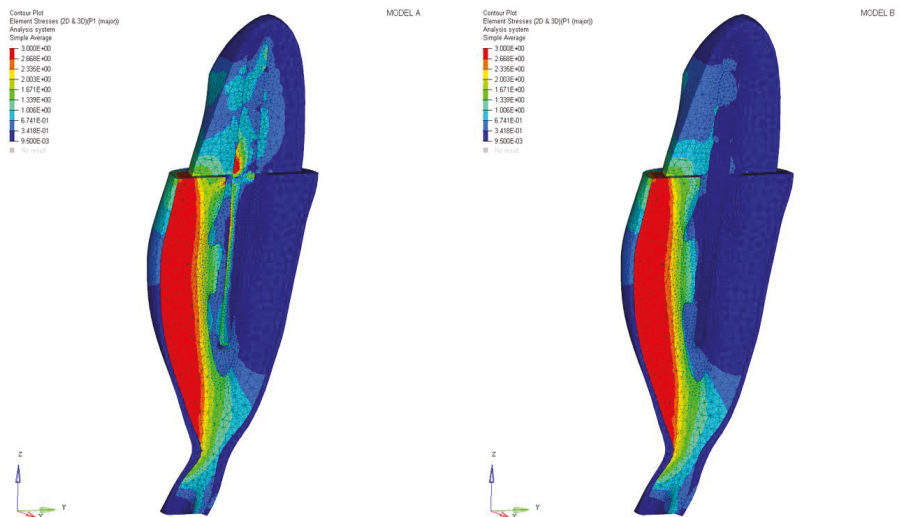 Contour Plot
Element Stresses (2D & 3D)(P1 (major))
Analysis system
Simple Average
3.000E+00
2.668E+00
2.335E+00
2.003E+00
1.671E+00
1.339E+00
1.006E+00
6.741E-01
3.418E-01
9.500E-03
No result
MODEL A
Z
Y
X
Contour Plot
Element Stresses (2D & 3D)(P1 (major))
Analysis system
Simple Average
3.000E+00
2.668E+00
2.335E+00
2.003E+00
1.671E+00
1.339E+00
1.006E+00
6.741E-01
3.418E-01
9.500E-03
No result
MODEL B
Z
Y
X